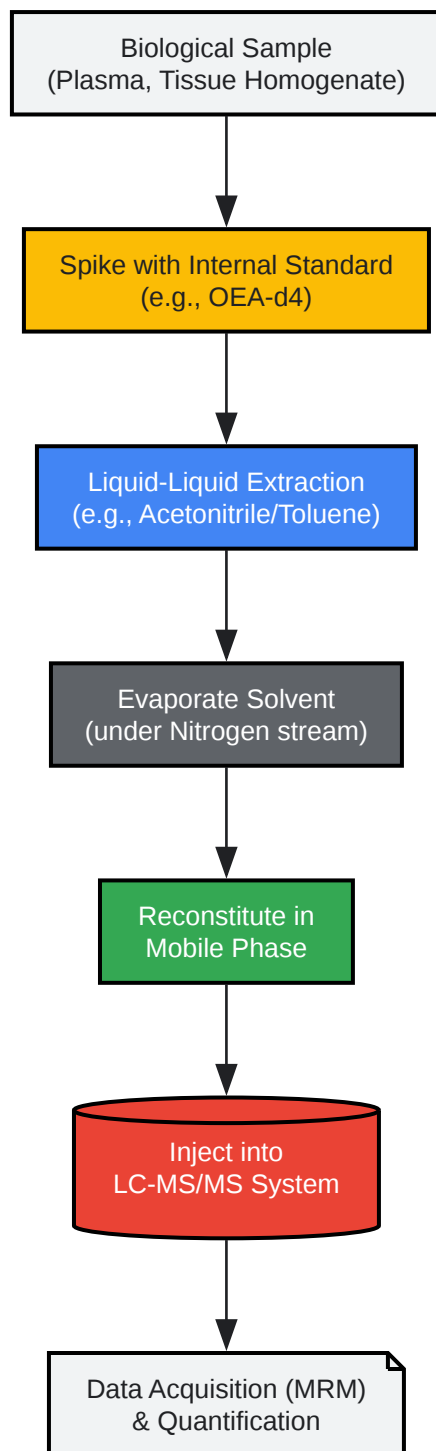 Biological Sample
(Plasma, Tissue Homogenate)
Spike with Internal Standard
(e.g., OEA-d4)
Liquid-Liquid Extraction
(e.g., Acetonitrile/Toluene)
Evaporate Solvent
(under Nitrogen stream)
Reconstitute in
Mobile Phase
Inject into
LC-MS/MS System
Data Acquisition (MRM)
& Quantification